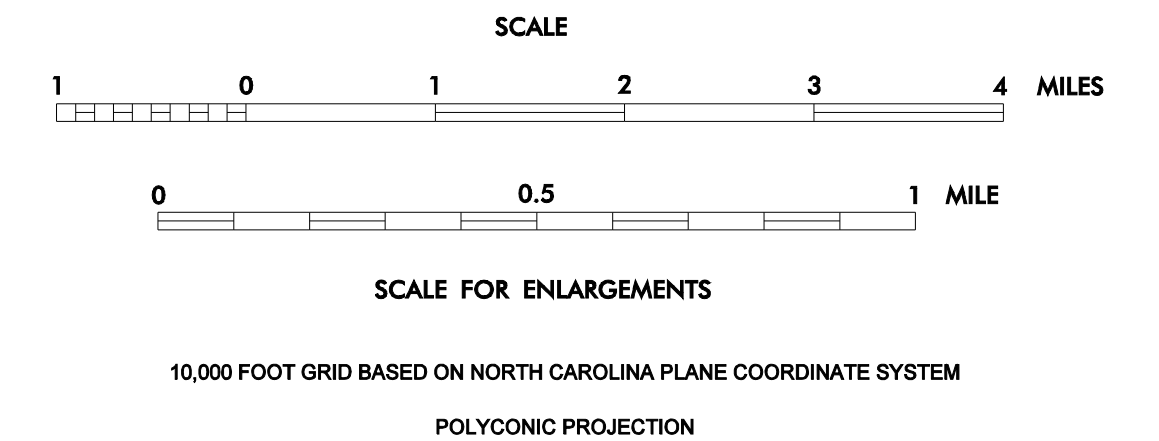 SCALE
1 0 1 2 3 4 MILES
0 0.5 1 MILE
SCALE FOR ENLARGEMENTS
10,000 FOOT GRID BASED ON NORTH CAROLINA PLANE COORDINATE SYSTEM
POLYCONIC PROJECTION